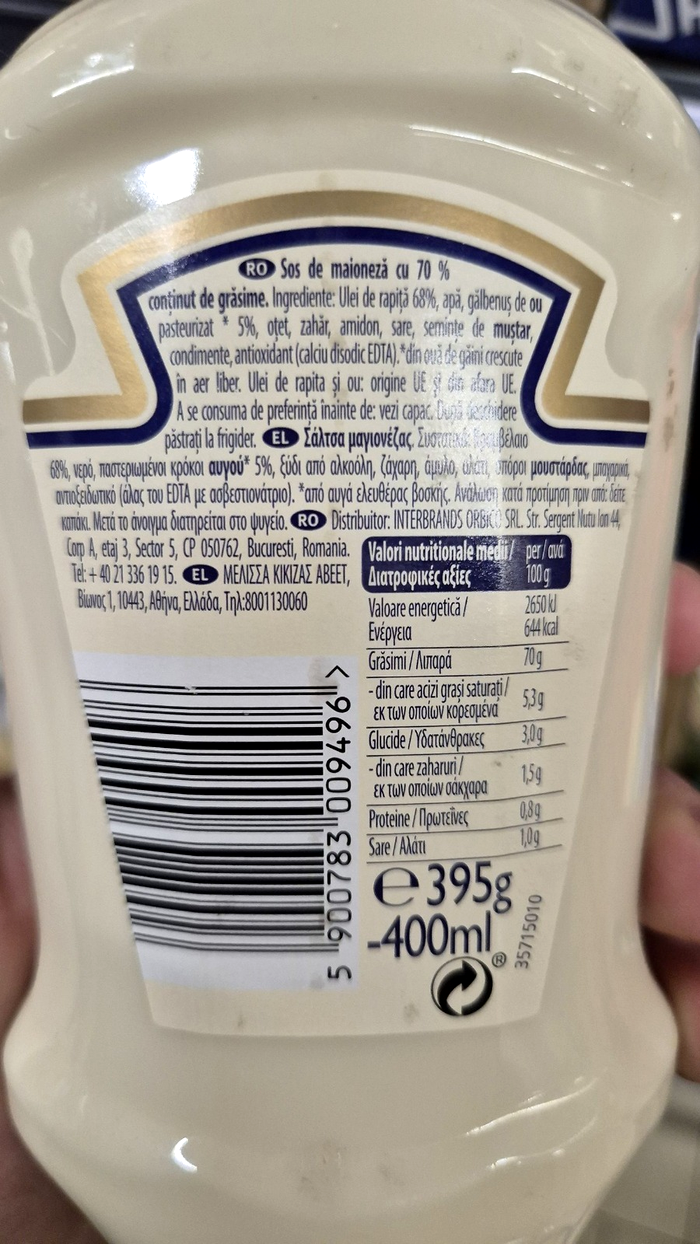 RO Sos de maioneză cu 70 %
conținut de grăsime. Ingrediente: Ulei de rapiță 68%, apă, gălbenuș de ou
pasteurizat * 5%, oțet, zahăr, amidon, sare, semințe de muștar,
condimente, antioxidant (calciu disodic EDTA). *din ouă de găini crescute
în aer liber. Ulei de rapita și ou: origine UE și din afara UE.
A se consuma de preferință înainte de: vezi capac. După deschidere
păstrați la frigider. EL Σάλτσα μαγιονέζας. Συστατικά:
68%, νερό, παστεριωμένοι κρόκοι αυγού* 5%, ξύδι από αλκοόλη, ζάχαρη, άμυλο, αλάτι, σπόροι μουστάρδας, μπαχαρικά,
αντιοξειδωτικό (άλας του EDTA με ασβεστιονάτριο). *από αυγά ελευθέρας βοσκής. Ανάλωση κατά προτίμηση πριν από: δείτε
καπάκι. Μετά το άνοιγμα διατηρείται στο ψυγείο. RO Distribuitor: INTERBRANDS ORBICO SRL. Str. Sergent Nutu Ion 44,
Corp A, etaj 3, Sector 5, CP 050762, Bucuresti, Romania.
Tel: + 40 21 336 19 15. EL ΜΕΛΙΣΣΑ ΚΙΚΙΖΑΣ ΑΒΕΕΤ,
Βίωνος 1, 10443, Αθήνα, Ελλάδα, Τηλ:8001130060
Valori nutritionale medii / per / ανά
Διατροφικές αξίες 100 g
Valoare energetică / 2650 kJ
Ενέργεια 644 kcal
Grăsimi / Λιπαρά 70 g
- din care acizi grași saturați /
εκ των οποίων κορεσμένα 5,3 g
Glucide / Υδατάνθρακες 3,0 g
- din care zaharuri /
εκ των οποίων σάκχαρα 1,5 g
Proteine / Πρωτεΐνες 0,8 g
Sare / Αλάτι 1,0 g
5 900783 009496 >
℮ 395g
-400ml
®
35715010